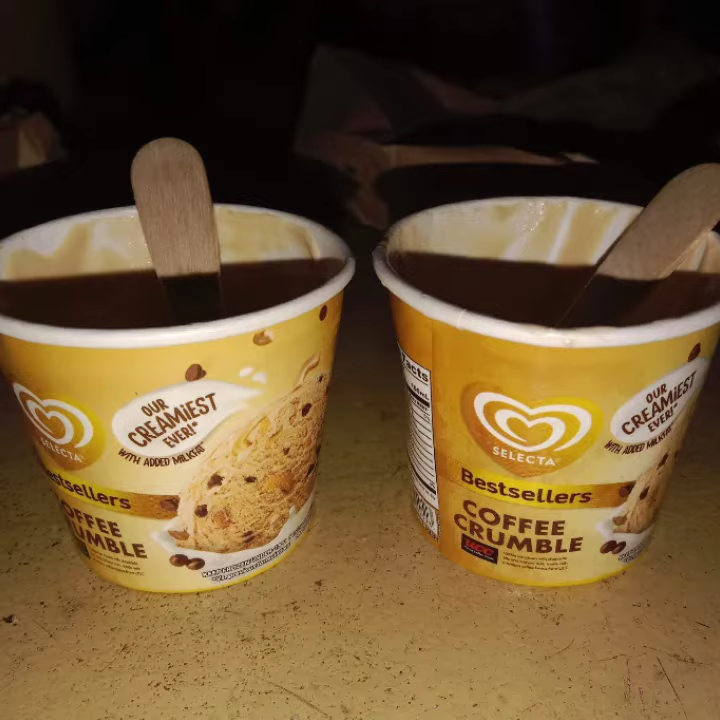 OUR
CREAMIEST
EVER!*
WITH ADDED MILKFAT
SELECTA
Bestsellers
COFFEE
CRUMBLE
Facts
OUR
CREAMIEST
EVER!*
WITH ADDED MILKFAT
SELECTA
Bestsellers
COFFEE
CRUMBLE